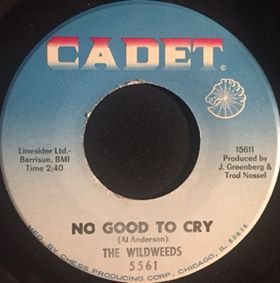 CADET
©
Linesider Ltd.-
Barrisue, BMI
Time 2:40
15611
Produced by
J. Greenberg &
Trod Nossel
NO GOOD TO CRY
(Al Anderson)
THE WILDWEEDS
5561
MFG. BY CHESS PRODUCING CORP. CHICAGO, ILL. 60616